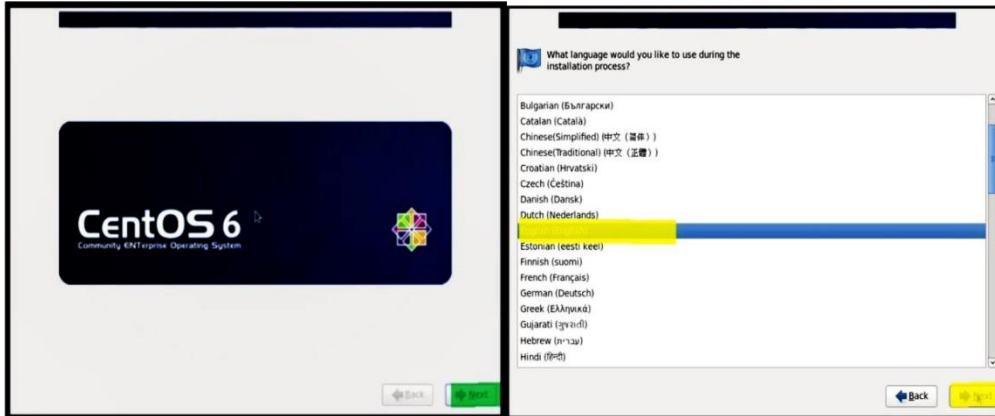 CentOS 6
Community ENTerprise Operating System
Back
Next
What language would you like to use during the
installation process?
Bulgarian (Български)
Catalan (Català)
Chinese(Simplified) (中文（简体）)
Chinese(Traditional) (中文（正體）)
Croatian (Hrvatski)
Czech (Čeština)
Danish (Dansk)
Dutch (Nederlands)
English (English)
Estonian (eesti keel)
Finnish (suomi)
French (Français)
German (Deutsch)
Greek (Ελληνικά)
Gujarati (ગુજરાતી)
Hebrew (עברית)
Hindi (हिन्दी)
Back
Next